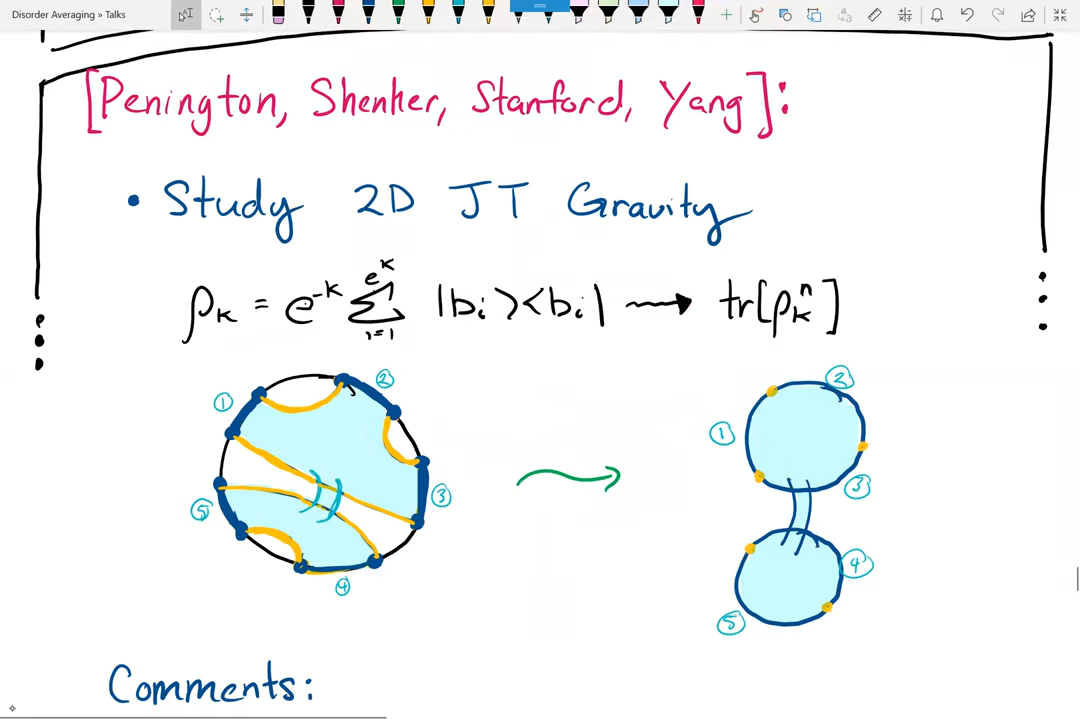 Disorder Averaging » Talks
[Penington, Shenker, Stanford, Yang]:
• Study 2D JT Gravity
ρ_k = e^{-k} Σ_{i=1}^{e^k} |b_i><b_i| ⟶ tr[ρ_k^n]
① ② ③ ④ ⑤
① ② ③ ④ ⑤
Comments: